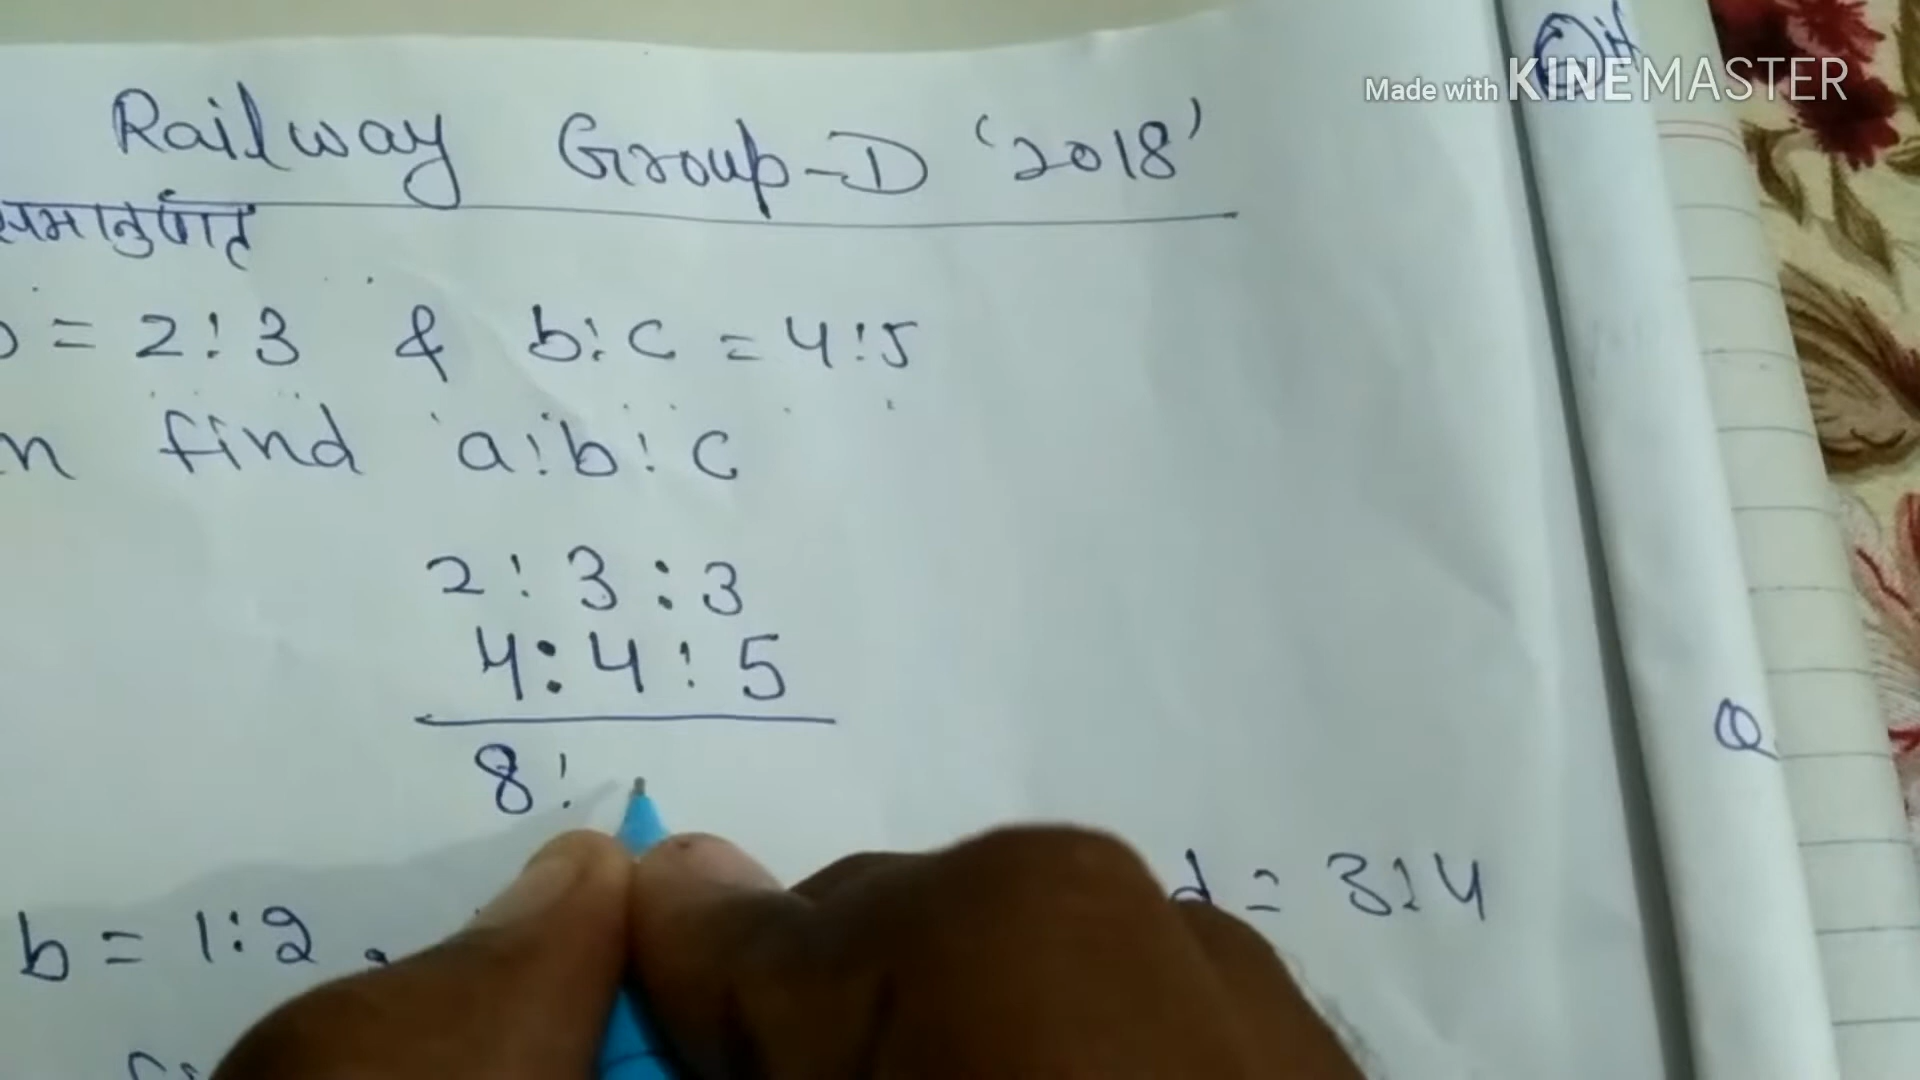 Made with KINEMASTER
Railway Group-D '2018'
समानुपात
= 2:3 & b:c = 4:5
find a:b:c
2:3:3
4:4:5
8:
Q
b = 1:2, d = 3:4